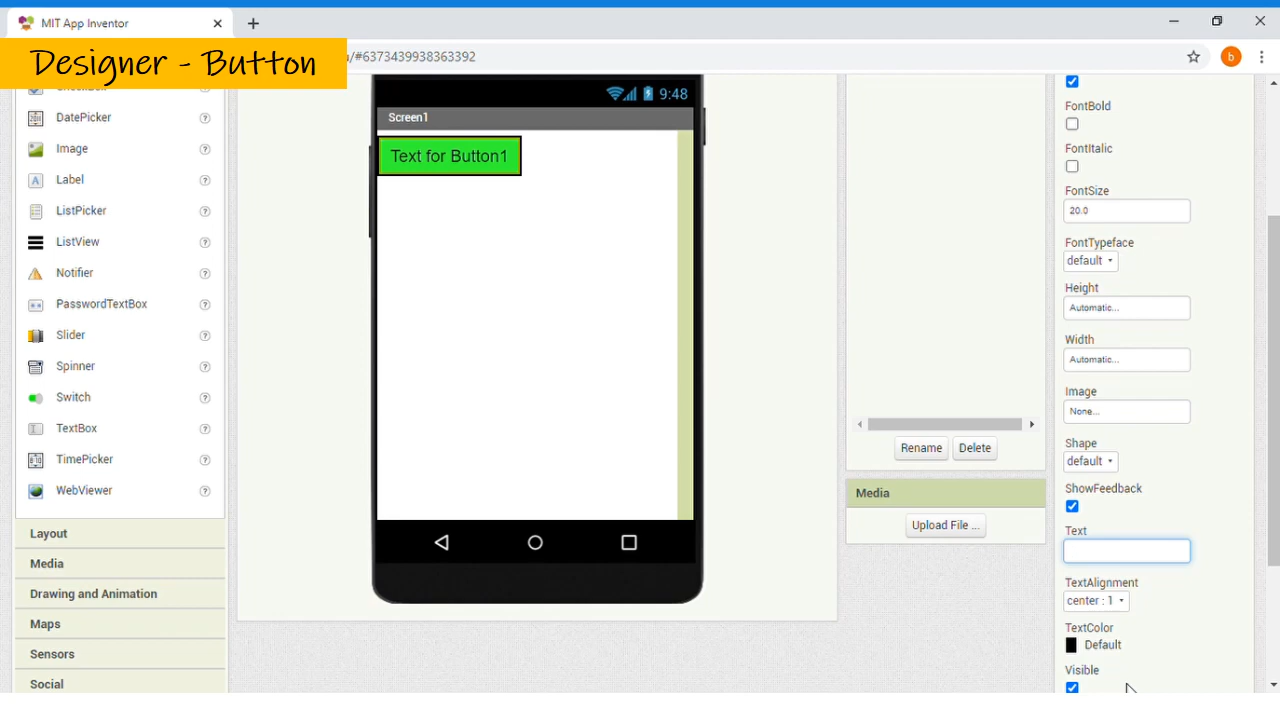 MIT App Inventor
Designer - Button
/#6373439938363392
b
DatePicker
Image
Label
ListPicker
ListView
Notifier
PasswordTextBox
Slider
Spinner
Switch
TextBox
TimePicker
WebViewer
Layout
Media
Drawing and Animation
Maps
Sensors
Social
9:48
Screen1
Text for Button1
Rename Delete
Media
Upload File ...
FontBold
FontItalic
FontSize
20.0
FontTypeface
default
Height
Automatic...
Width
Automatic...
Image
None...
Shape
default
ShowFeedback
Text
TextAlignment
center : 1
TextColor
Default
Visible